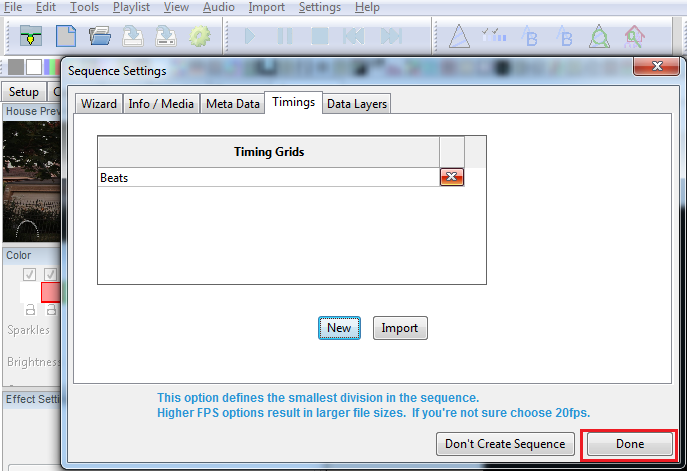 File Edit Tools Playlist View Audio Import Settings Help
Sequence Settings
Setup
House Prev
Wizard Info / Media Meta Data Timings Data Layers
Timing Grids
Beats
Color
New Import
Sparkles
Brightness
Effect Setti
This option defines the smallest division in the sequence.
Higher FPS options result in larger file sizes. If you're not sure choose 20fps.
Don't Create Sequence Done